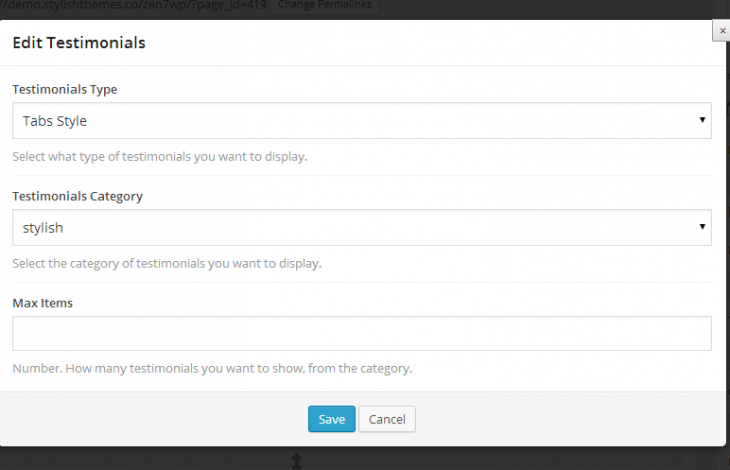 //demo.stylishthemes.co/zen7wp/?page_id=419 Change Permalinks
×
Edit Testimonials
Testimonials Type
Tabs Style
Select what type of testimonials you want to display.
Testimonials Category
stylish
Select the category of testimonials you want to display.
Max Items
Number. How many testimonials you want to show, from the category.
Save Cancel